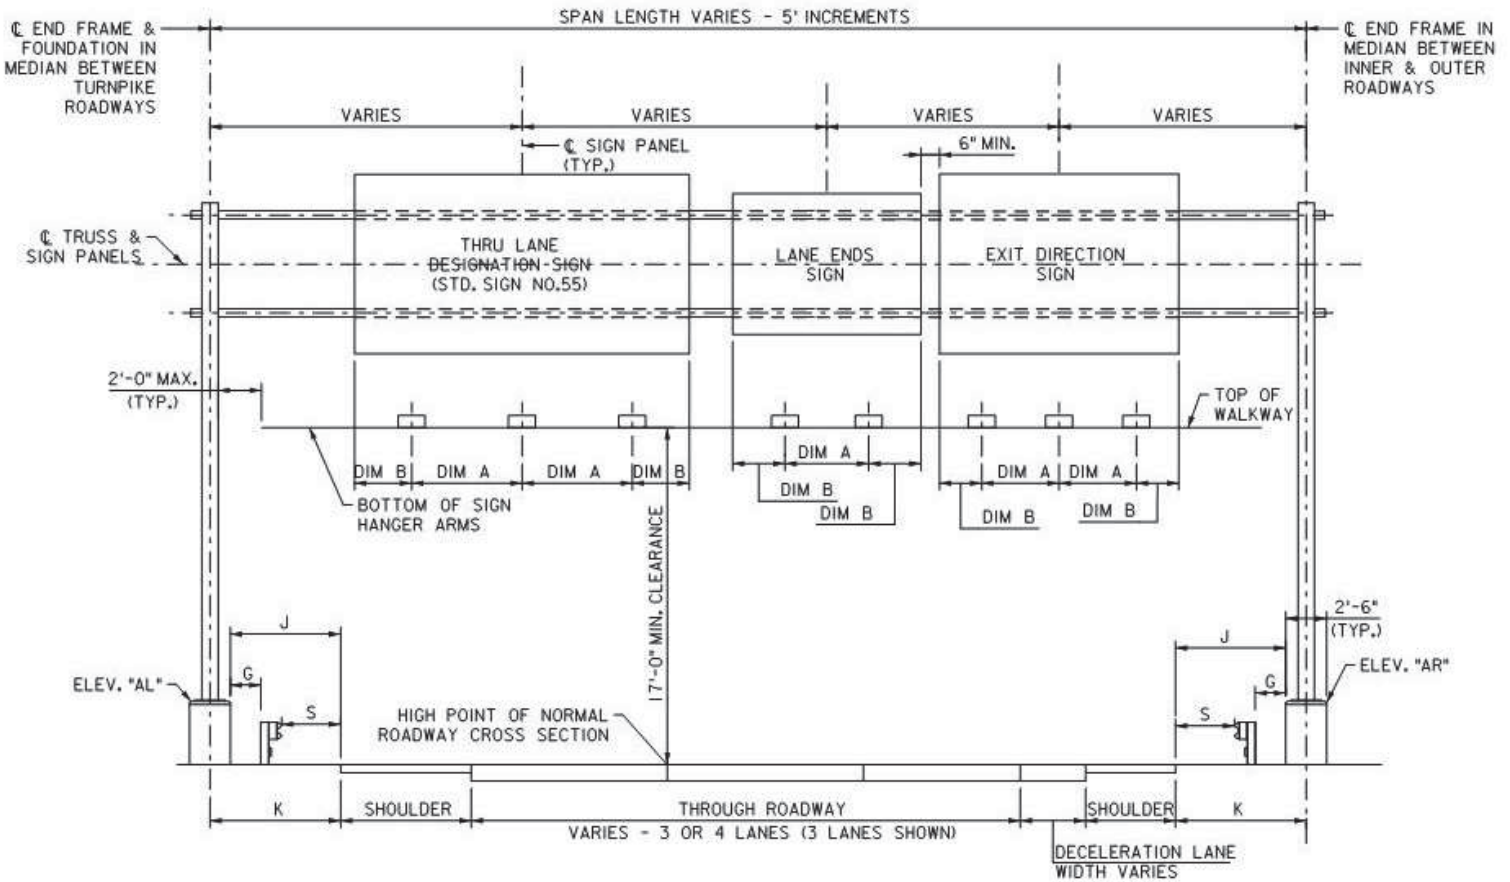 SPAN LENGTH VARIES - 5' INCREMENTS
℄ END FRAME &
FOUNDATION IN
MEDIAN BETWEEN
TURNPIKE
ROADWAYS
℄ END FRAME IN
MEDIAN BETWEEN
INNER & OUTER
ROADWAYS
VARIES
VARIES
VARIES
VARIES
℄ SIGN PANEL
(TYP.)
6" MIN.
℄ TRUSS &
SIGN PANELS
THRU LANE
DESIGNATION SIGN
(STD. SIGN NO.55)
LANE ENDS
SIGN
EXIT DIRECTION
SIGN
2'-0" MAX.
(TYP.)
TOP OF
WALKWAY
DIM B
DIM A
DIM A
DIM B
DIM A
DIM B
DIM B
DIM A
DIM A
DIM B
DIM B
BOTTOM OF SIGN
HANGER ARMS
17'-0" MIN. CLEARANCE
J
G
S
ELEV. "AL"
HIGH POINT OF NORMAL
ROADWAY CROSS SECTION
2'-6"
(TYP.)
J
G
S
ELEV. "AR"
K
SHOULDER
THROUGH ROADWAY
VARIES - 3 OR 4 LANES (3 LANES SHOWN)
SHOULDER
K
DECELERATION LANE
WIDTH VARIES